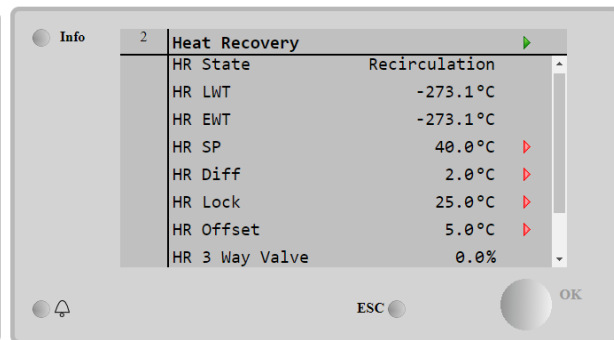 Info
2 Heat Recovery
HR State Recirculation
HR LWT -273.1°C
HR EWT -273.1°C
HR SP 40.0°C
HR Diff 2.0°C
HR Lock 25.0°C
HR Offset 5.0°C
HR 3 Way Valve 0.0%
ESC
OK